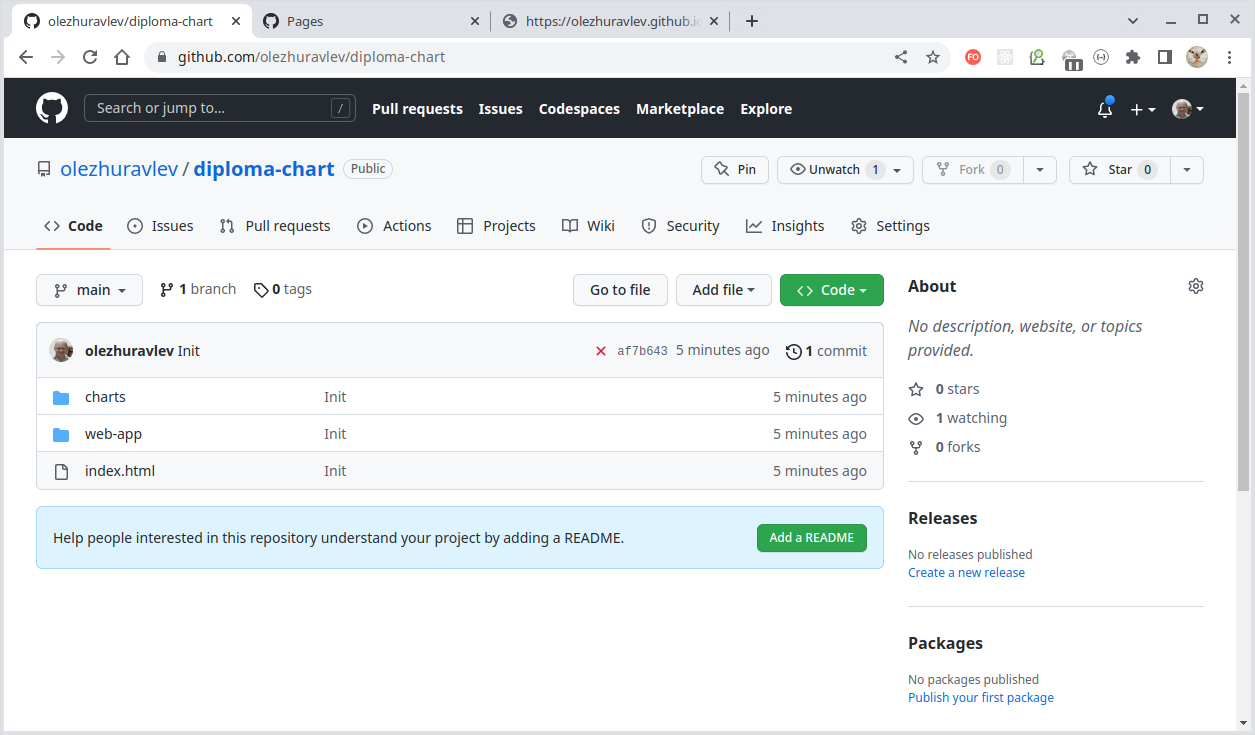 olezhuravlev/diploma-chart
Pages
https://olezhuravlev.github.io
github.com/olezhuravlev/diploma-chart
FO
Search or jump to... /
Pull requests Issues Codespaces Marketplace Explore
olezhuravlev / diploma-chart Public
Pin Unwatch 1 Fork 0 Star 0
Code Issues Pull requests Actions Projects Wiki Security Insights Settings
main 1 branch 0 tags Go to file Add file Code
olezhuravlev Init af7b643 5 minutes ago 1 commit
charts Init 5 minutes ago
web-app Init 5 minutes ago
index.html Init 5 minutes ago
Help people interested in this repository understand your project by adding a README. Add a README
About
No description, website, or topics
provided.
0 stars
1 watching
0 forks
Releases
No releases published
Create a new release
Packages
No packages published
Publish your first package